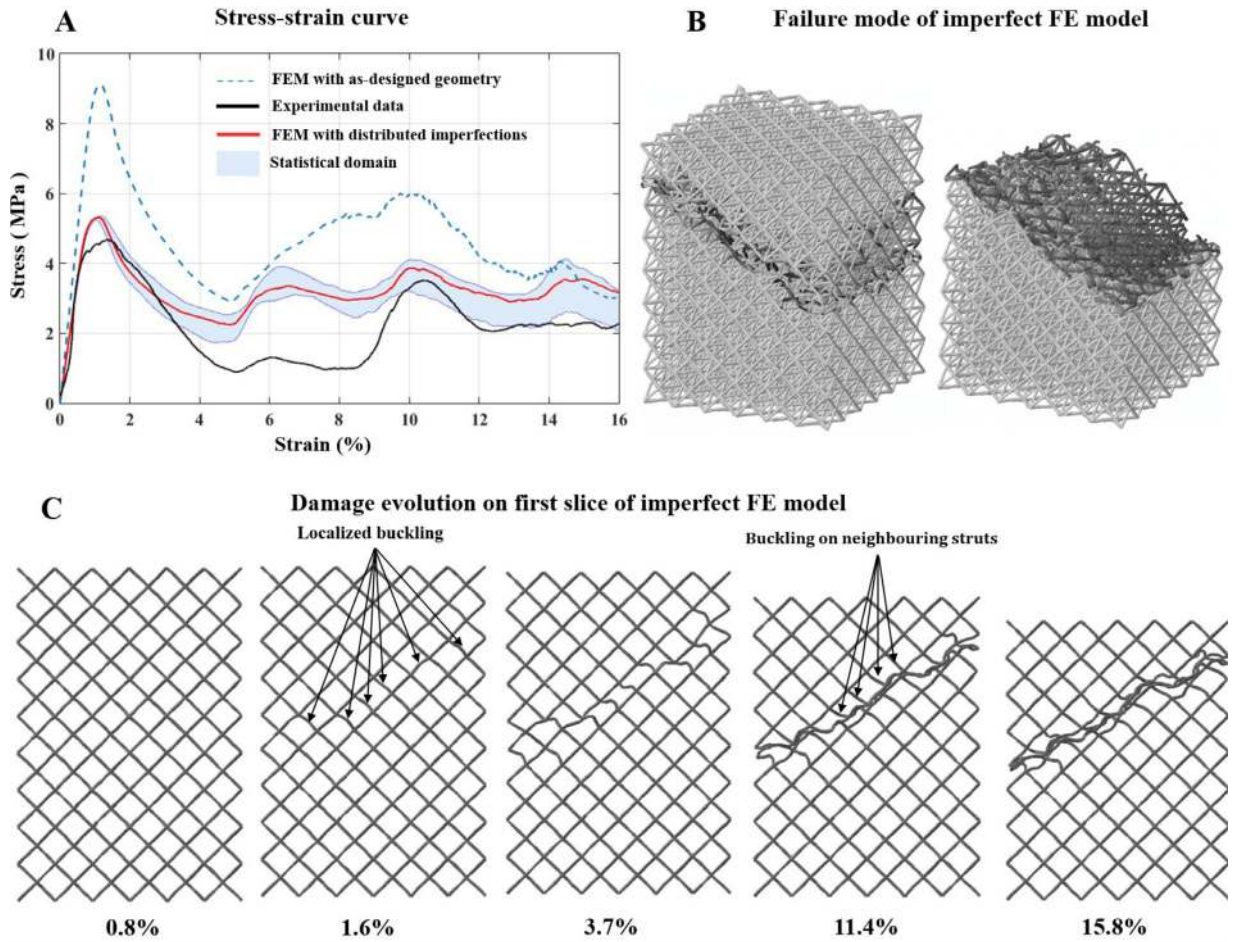 A
Stress-strain curve
B
Failure mode of imperfect FE model
10
8
6
4
2
0
Stress ( MPa)
FEM with as-designed geometry
Experimental data
FEM with distributed imperfections
Statistical domain
0 2 4 6 8 10 12 14 16
Strain (%)
C
Damage evolution on first slice of imperfect FE model
Localized buckling
Buckling on neighbouring struts
0.8% 1.6% 3.7% 11.4% 15.8%